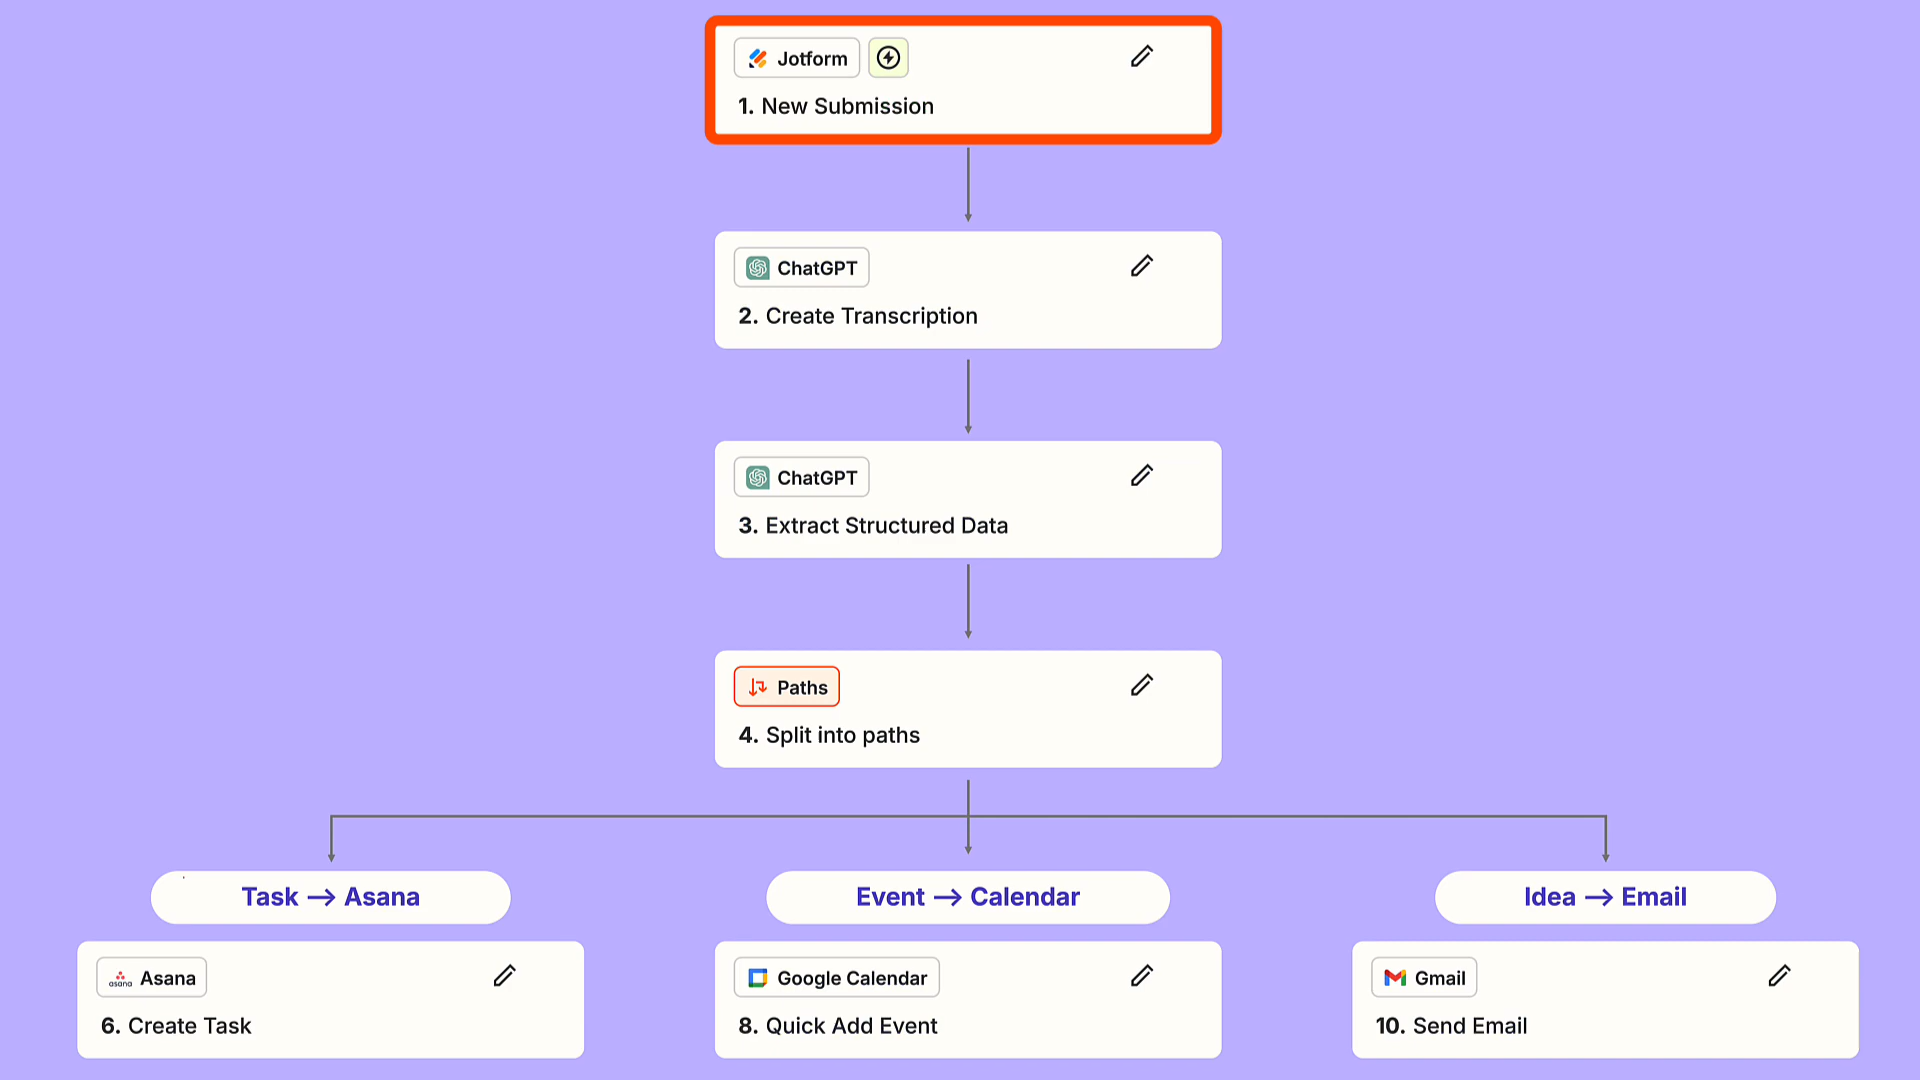 Jotform
1. New Submission
ChatGPT
2. Create Transcription
ChatGPT
3. Extract Structured Data
Paths
4. Split into paths
Task → Asana
Event → Calendar
Idea → Email
asana Asana
6. Create Task
Google Calendar
8. Quick Add Event
Gmail
10. Send Email